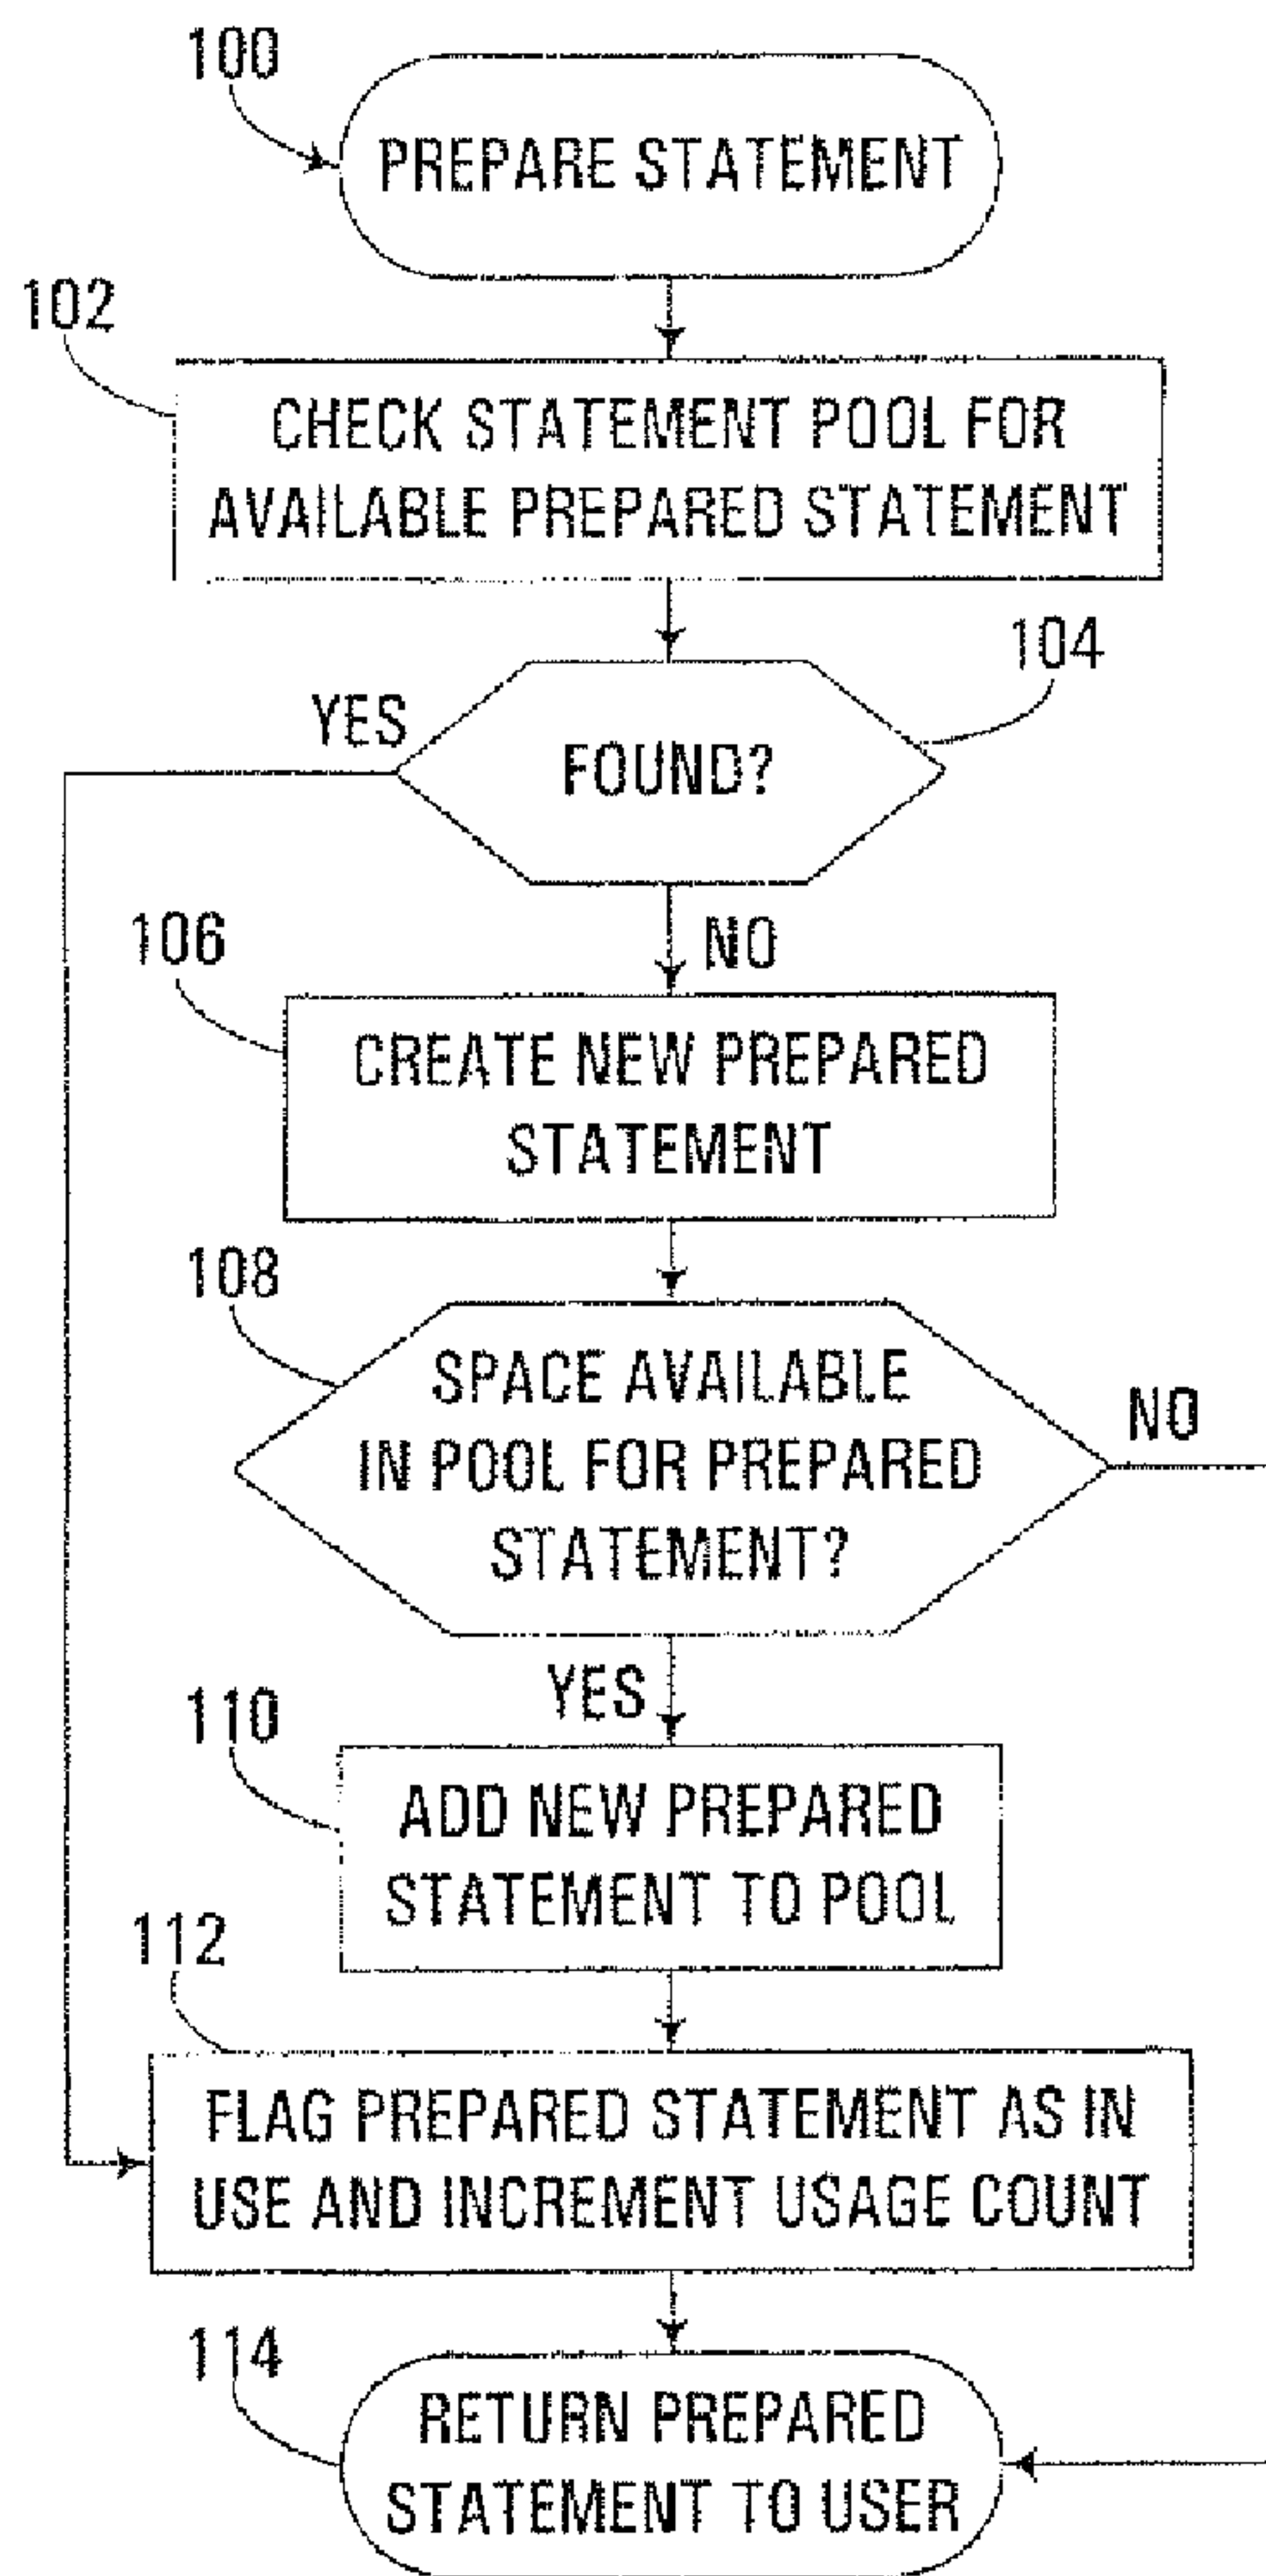 100
PREPARE STATEMENT
102
CHECK STATEMENT POOL FOR
AVAILABLE PREPARED STATEMENT
104
YES
FOUND?
NO
106
CREATE NEW PREPARED
STATEMENT
108
SPACE AVAILABLE
IN POOL FOR PREPARED
STATEMENT?
NO
YES
110
ADD NEW PREPARED
STATEMENT TO POOL
112
FLAG PREPARED STATEMENT AS IN
USE AND INCREMENT USAGE COUNT
114
RETURN PREPARED
STATEMENT TO USER